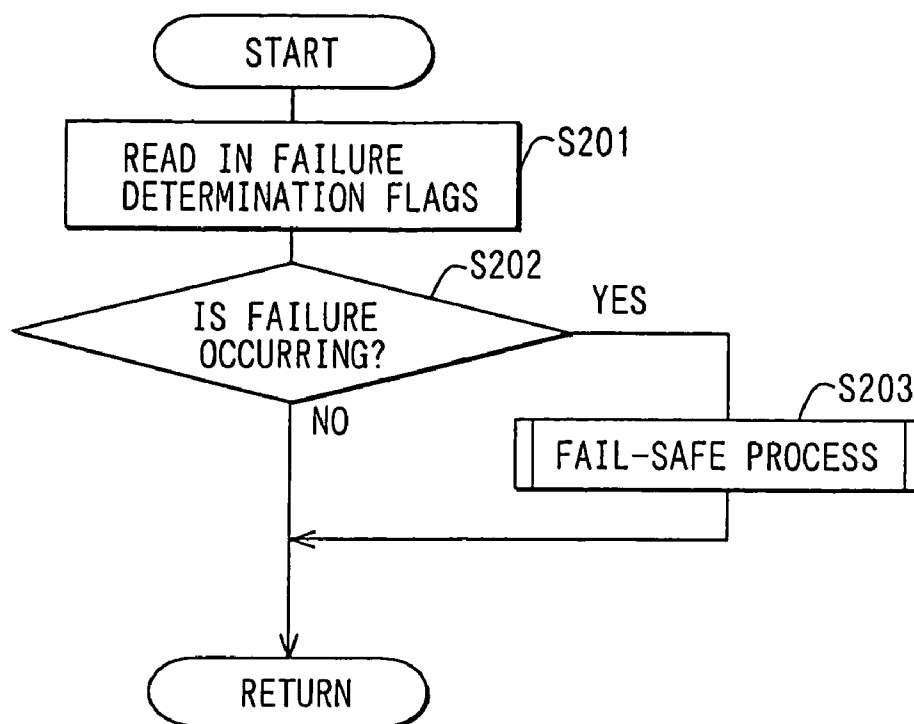 START
READ IN FAILURE
DETERMINATION FLAGS
S201
S202
IS FAILURE
OCCURRING?
YES
NO
S203
FAIL-SAFE PROCESS
RETURN